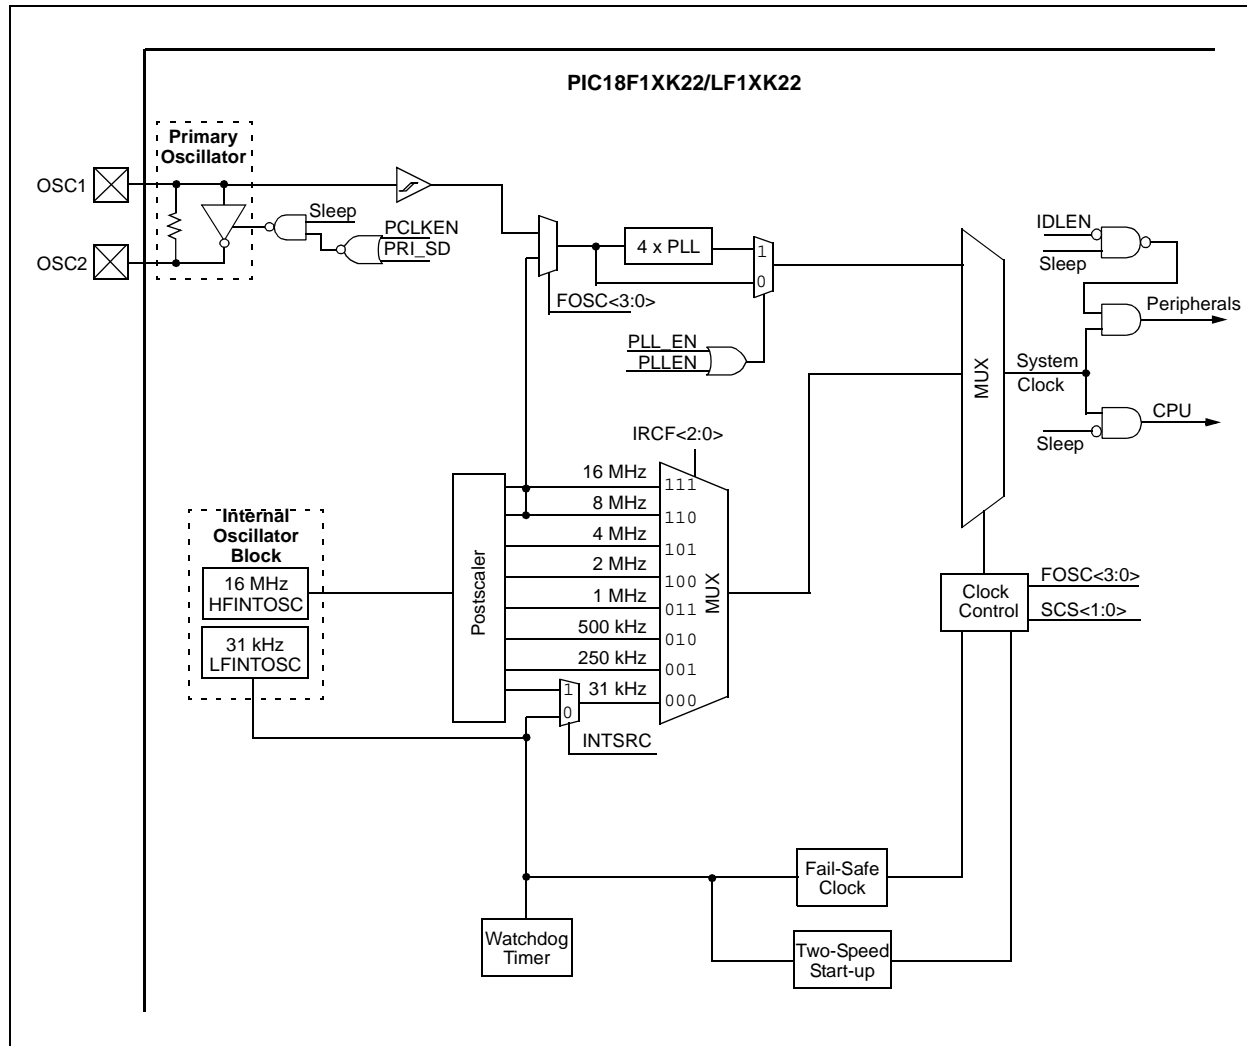 PIC18F1XK22/LF1XK22
Primary
Oscillator
OSC1
OSC2
Sleep
PCLKEN
PRI_SD
4 x PLL
1
0
FOSC<3:0>
PLL_EN
PLLEN
IDLEN
Sleep
Peripherals
MUX
System
Clock
CPU
Sleep
IRCF<2:0>
Internal
Oscillator
Block
16 MHz
HFINTOSC
31 kHz
LFINTOSC
Postscaler
16 MHz
111
8 MHz
110
4 MHz
101
2 MHz
100
1 MHz
011
500 kHz
010
250 kHz
001
31 kHz
000
MUX
1
0
INTSRC
Clock
Control
FOSC<3:0>
SCS<1:0>
Fail-Safe
Clock
Watchdog
Timer
Two-Speed
Start-up